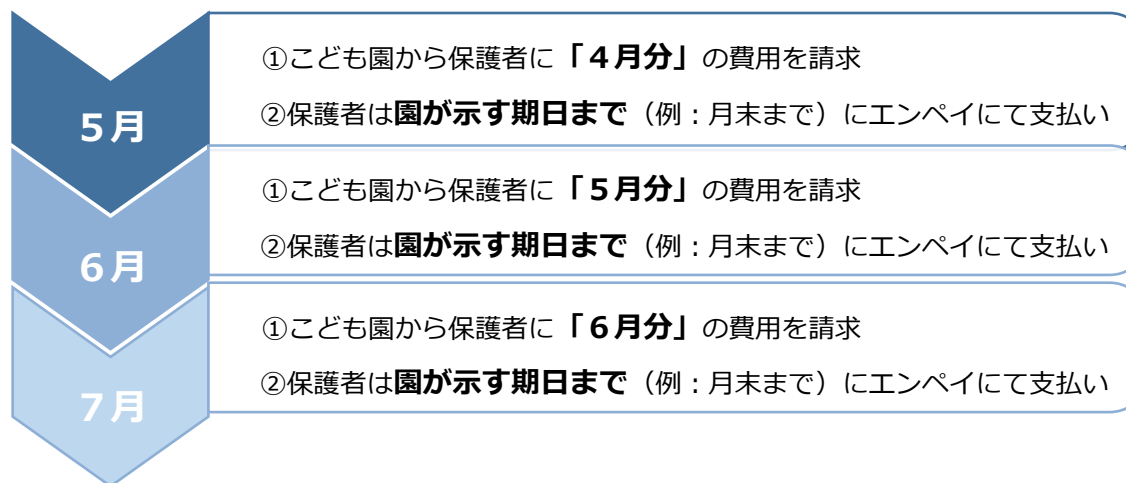 5月
①こども園から保護者に「４月分」の費用を請求
②保護者は園が示す期日まで（例：月末まで）にエンペイにて支払い
6月
①こども園から保護者に「５月分」の費用を請求
②保護者は園が示す期日まで（例：月末まで）にエンペイにて支払い
7月
①こども園から保護者に「６月分」の費用を請求
②保護者は園が示す期日まで（例：月末まで）にエンペイにて支払い